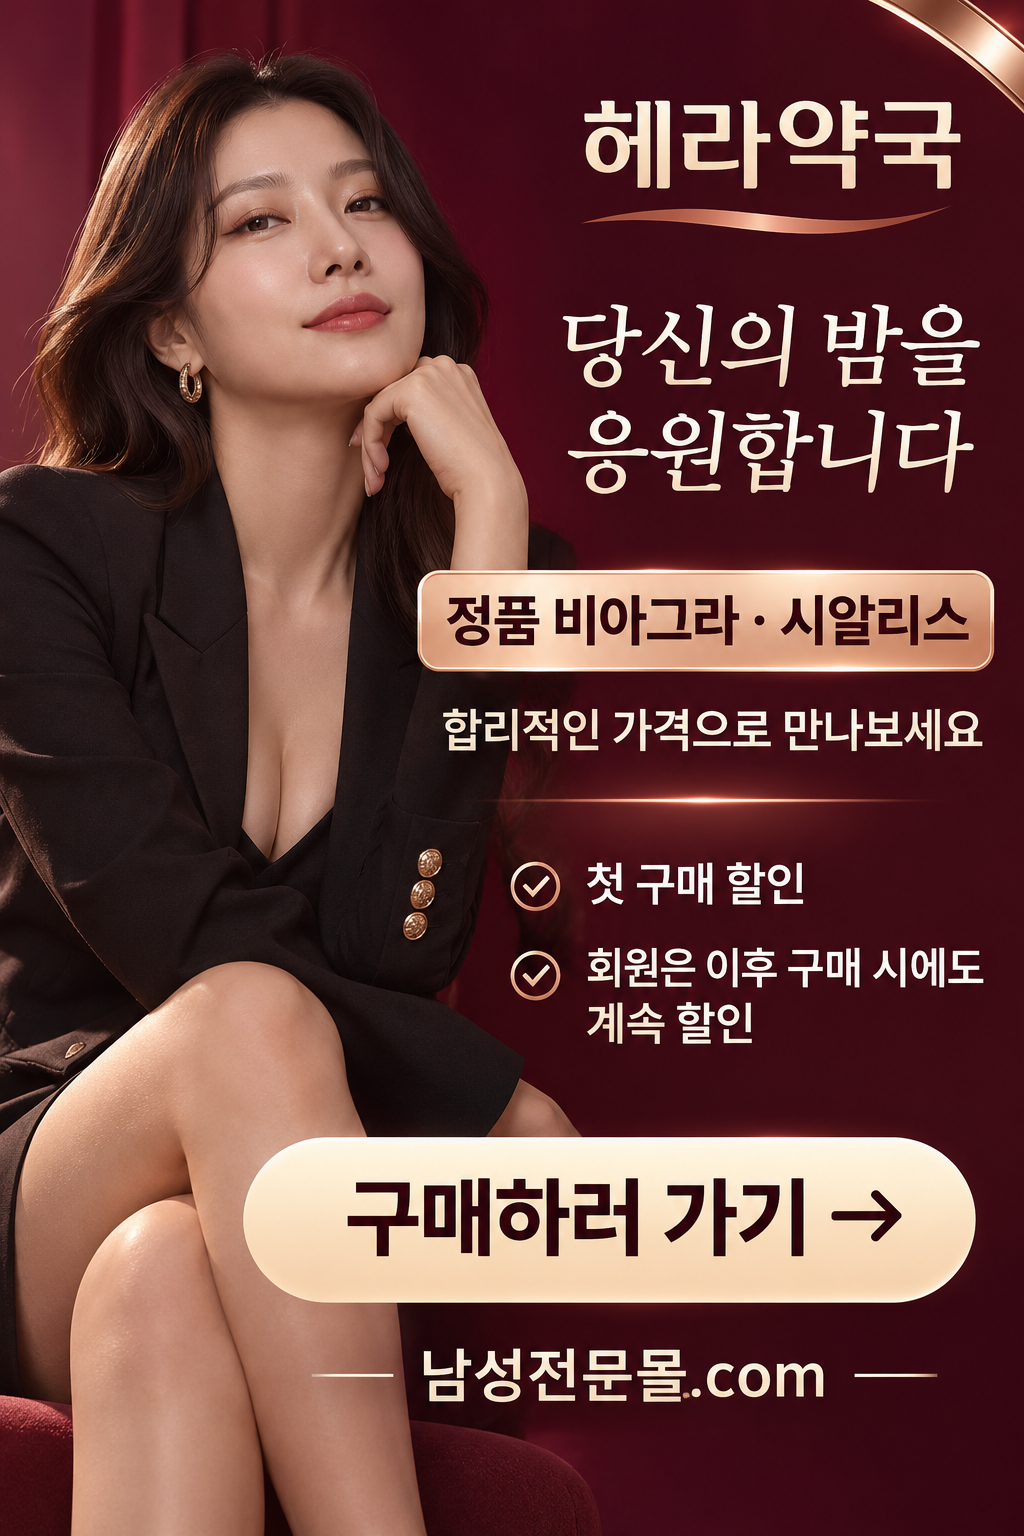 헤라약국
당신의 밤을
응원합니다
정품 비아그라 · 시알리스
합리적인 가격으로 만나보세요
첫 구매 할인
회원은 이후 구매 시에도
계속 할인
구매하러 가기 →
남성전문몰.com